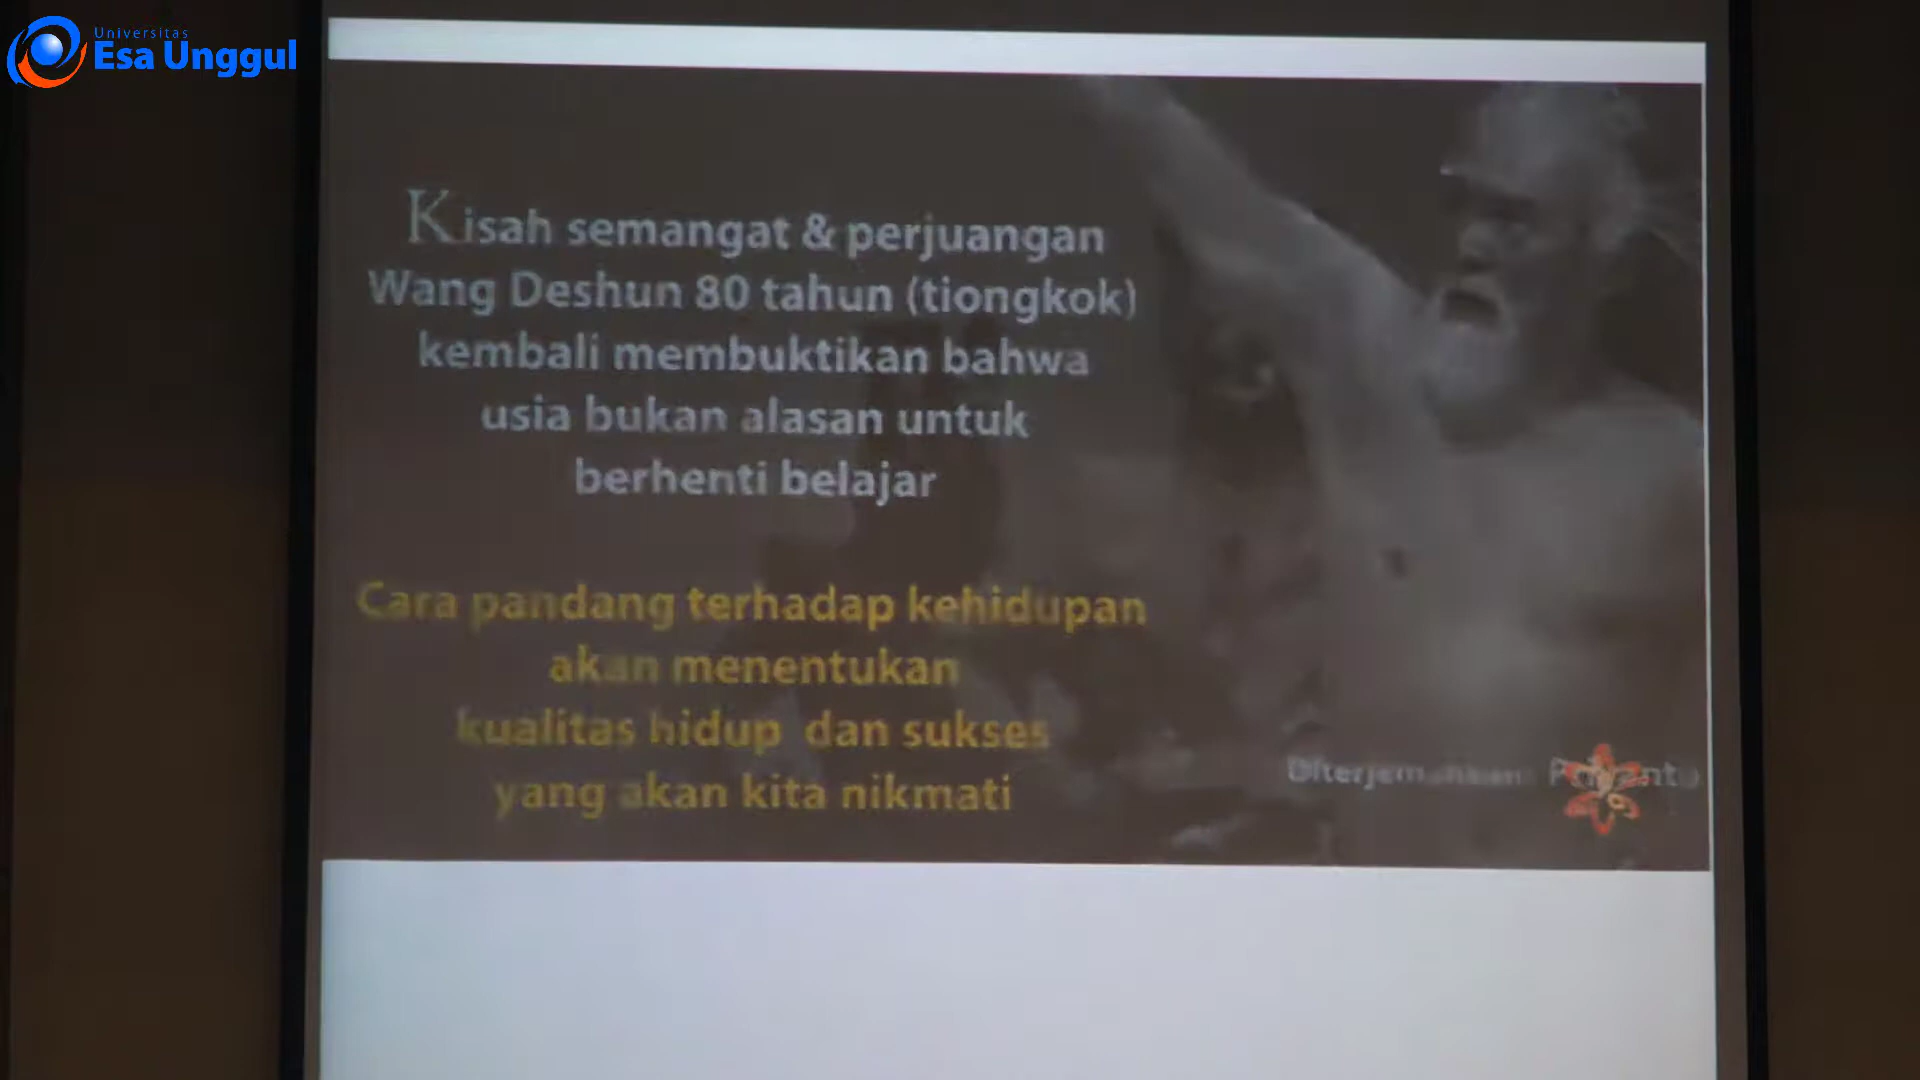 Universitas
Esa Unggul
Kisah semangat & perjuangan
Wang Deshun 80 tahun (tiongkok)
kembali membuktikan bahwa
usia bukan alasan untuk
berhenti belajar
Cara pandang terhadap kehidupan
akan menentukan
kualitas hidup dan sukses
yang akan kita nikmati